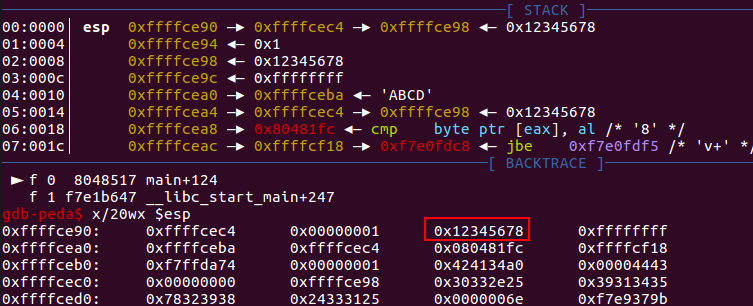 [ STACK ]
00:0000│ esp 0xffffce90 —▸ 0xffffcec4 —▸ 0xffffce98 ◂— 0x12345678
01:0004│ 0xffffce94 ◂— 0x1
02:0008│ 0xffffce98 ◂— 0x12345678
03:000c│ 0xffffce9c ◂— 0xffffffff
04:0010│ 0xffffcea0 —▸ 0xffffceba ◂— 'ABCD'
05:0014│ 0xffffcea4 —▸ 0xffffcec4 —▸ 0xffffce98 ◂— 0x12345678
06:0018│ 0xffffcea8 —▸ 0x80481fc ◂— cmp byte ptr [eax], al /* '8' */
07:001c│ 0xffffceac —▸ 0xffffcf18 —▸ 0xf7e0fdc8 ◂— jbe 0xf7e0fdf5 /* 'v+' */
[ BACKTRACE ]
► f 0 8048517 main+124
f 1 f7e1b647 __libc_start_main+247
gdb-peda$ x/20wx $esp
0xffffce90: 0xffffcec4 0x00000001 0x12345678 0xffffffff
0xffffcea0: 0xffffceba 0xffffcec4 0x080481fc 0xffffcf18
0xffffceb0: 0xf7ffda74 0x00000001 0x424134a0 0x00004443
0xffffcec0: 0x00000000 0xffffce98 0x30332e25 0x39313435
0xffffced0: 0x78323938 0x24333125 0x0000006e 0xf7e9379b